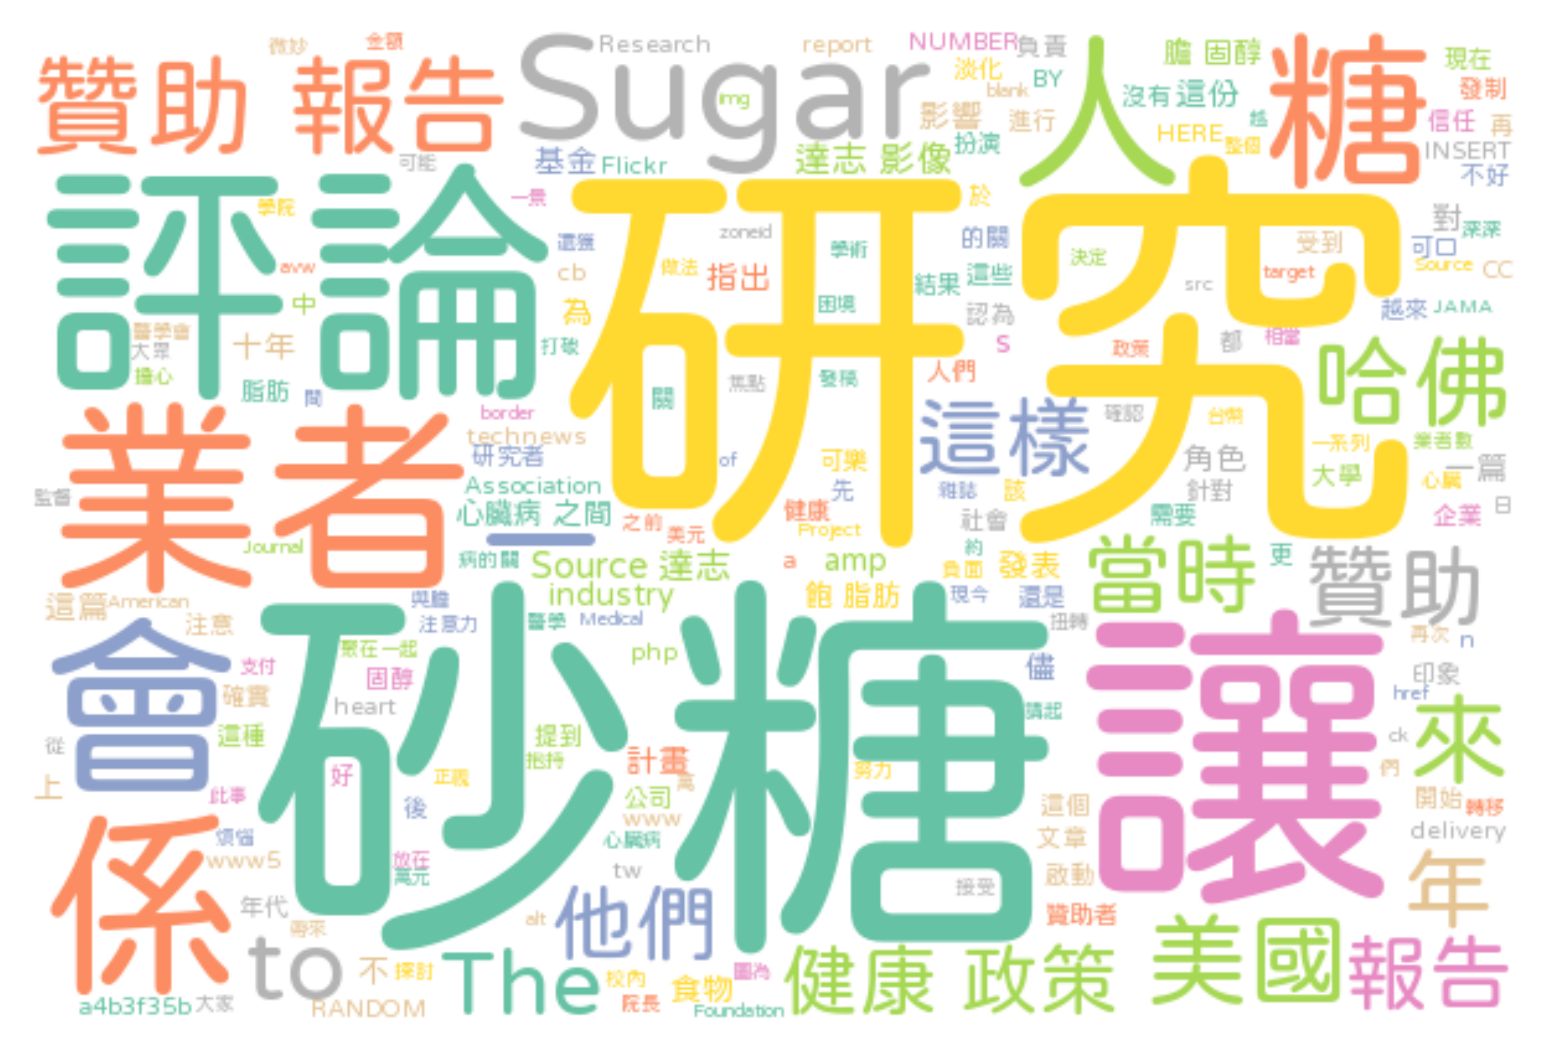 微妙 金額 Research report NUMBER 負責 膽 固醇 現在
贊助 報告 Sugar 人 糖
淡化 BY blank 沒有 這份 發制
img 影響 進行 越 信任 再
可能 基金 Flickr 達志 影像 扮演 HERE 整個 INSERT
不好
評論 研究
學院 一景 於 對 深深
還獲 zoneid 學術 的關 受到 可口
avw cb 做法 指出 結果 這些 決定 target Source CC
中 為 困境 認為 src 越來 JAMA
醫學會 大眾 十年 打破 s 政策 都 相當
擔心 脂肪 間 關 焦點 發稿 人們 哈佛
業者 border 這樣 確認 台幣
technews 研究者 of 可樂 角色 一系列 業者數
Association 先 雜誌 該 針對 大學 心臟 一篇
監督 心臟病 之間 之前 健康 社會 需要 企業 日
Journal 一 美元 Project
病的關 Source 達志 a amp 約 負面 發表 當時 更 贊助
這篇 American 與膽 industry 飽 脂肪 現今 還是
注意 注意力 醫學 Medical 扭轉 再次 n
會 支付 聚在一起 固醇 php 砂糖 儘 讓 印象
確實 heart 請起 href
從 這種 提到 ck 來
上 好 正視 抱持 計畫 萬 努力 們
此事 後 公司 這個 開始 轉移
係 煩惱 www 心臟病 文章 delivery
www5 放在 萬元 tw 接受 啟動 年
年代 帶來 alt 他們 贊助者
to 不 探討 The 校內 食物 圖為 健康 政策 美國 報告
a4b3f35b 大家 RANDOM 院長 Foundation